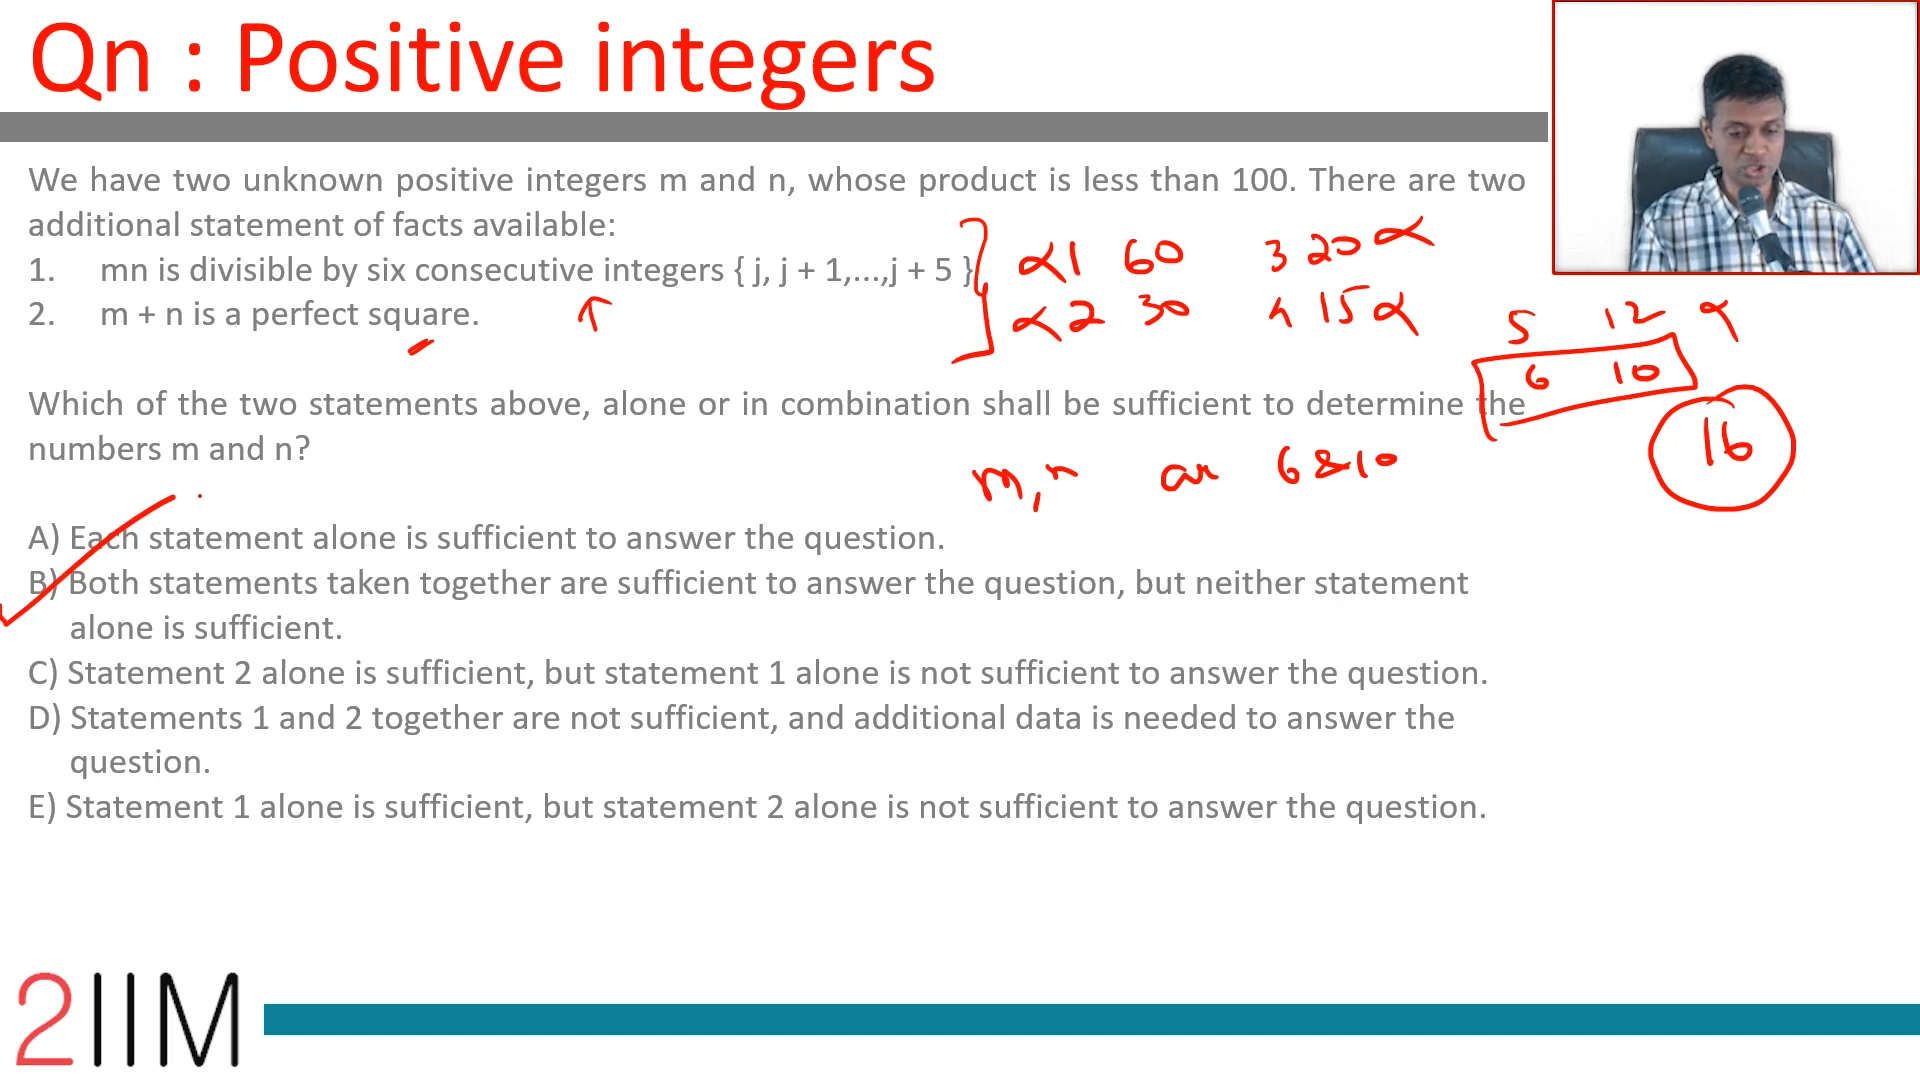 Qn : Positive integers
We have two unknown positive integers m and n, whose product is less than 100. There are two
additional statement of facts available:
1. mn is divisible by six consecutive integers { j, j + 1,...,j + 5 }
2. m + n is a perfect square.
1 60 3 20
2 30 4 15
5 12
6 10
16
Which of the two statements above, alone or in combination shall be sufficient to determine the
numbers m and n?
m, n are 6 & 10
A) Each statement alone is sufficient to answer the question.
B) Both statements taken together are sufficient to answer the question, but neither statement
alone is sufficient.
C) Statement 2 alone is sufficient, but statement 1 alone is not sufficient to answer the question.
D) Statements 1 and 2 together are not sufficient, and additional data is needed to answer the
question.
E) Statement 1 alone is sufficient, but statement 2 alone is not sufficient to answer the question.
2IIM